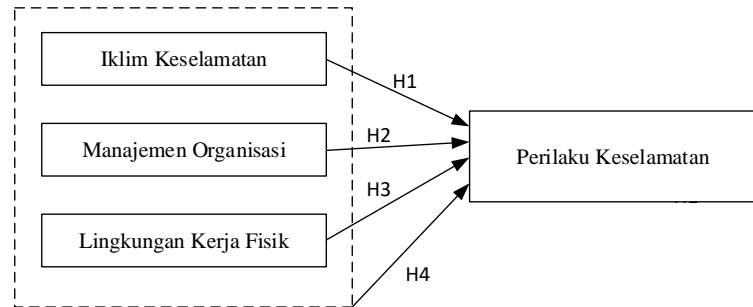 Iklim Keselamatan
H1
Manajemen Organisasi
H2
Perilaku Keselamatan
H3
Lingkungan Kerja Fisik
H4